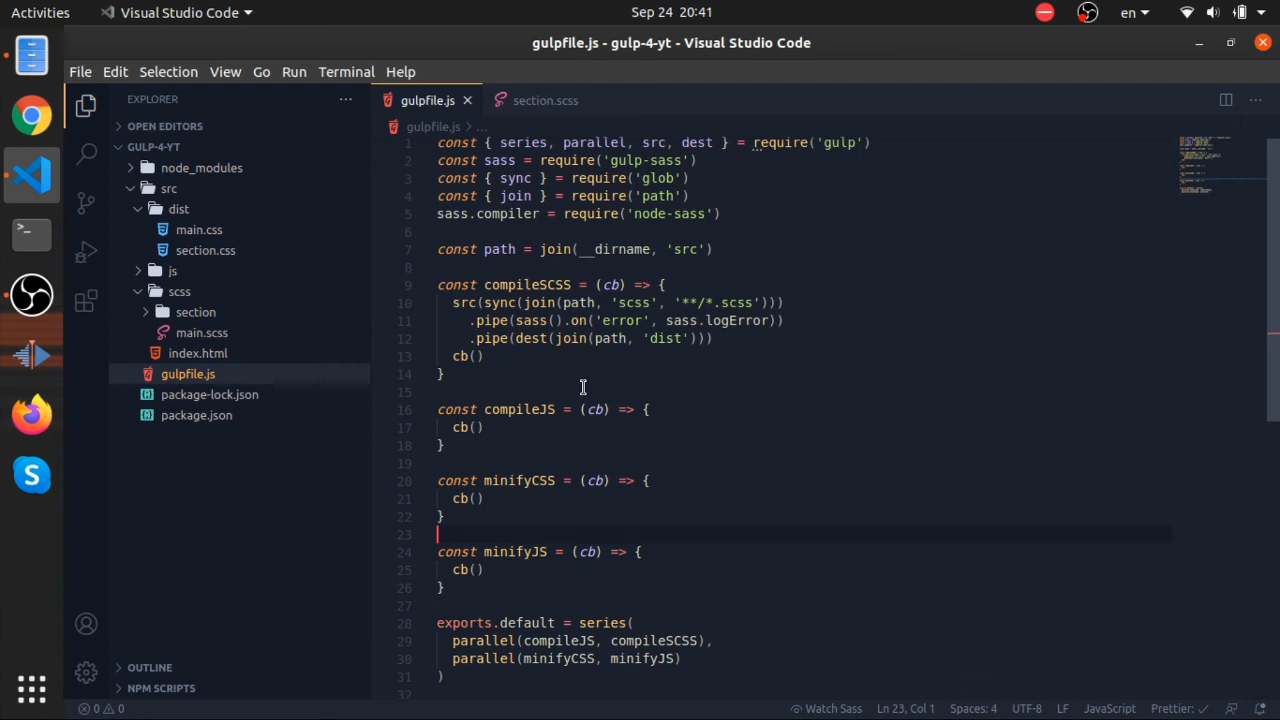 Activities
Visual Studio Code
Sep 24 20:41
en
gulpfile.js - gulp-4-yt - Visual Studio Code
File Edit Selection View Go Run Terminal Help
EXPLORER
OPEN EDITORS
GULP-4-YT
node_modules
src
dist
main.css
section.css
js
scss
section
main.scss
index.html
gulpfile.js
package-lock.json
package.json
OUTLINE
NPM SCRIPTS
gulpfile.js
section.scss
gulpfile.js > ...
1 const { series, parallel, src, dest } = require('gulp')
2 const sass = require('gulp-sass')
3 const { sync } = require('glob')
4 const { join } = require('path')
5 sass.compiler = require('node-sass')
6
7 const path = join(__dirname, 'src')
8
9 const compileSCSS = (cb) => {
10 src(sync(join(path, 'scss', '**/*.scss')))
11 .pipe(sass().on('error', sass.logError))
12 .pipe(dest(join(path, 'dist')))
13 cb()
14 }
15
16 const compileJS = (cb) => {
17 cb()
18 }
19
20 const minifyCSS = (cb) => {
21 cb()
22 }
23
24 const minifyJS = (cb) => {
25 cb()
26 }
27
28 exports.default = series(
29 parallel(compileJS, compileSCSS),
30 parallel(minifyCSS, minifyJS)
31 )
32
0 0
Watch Sass Ln 23, Col 1 Spaces: 4 UTF-8 LF JavaScript Prettier: ✓